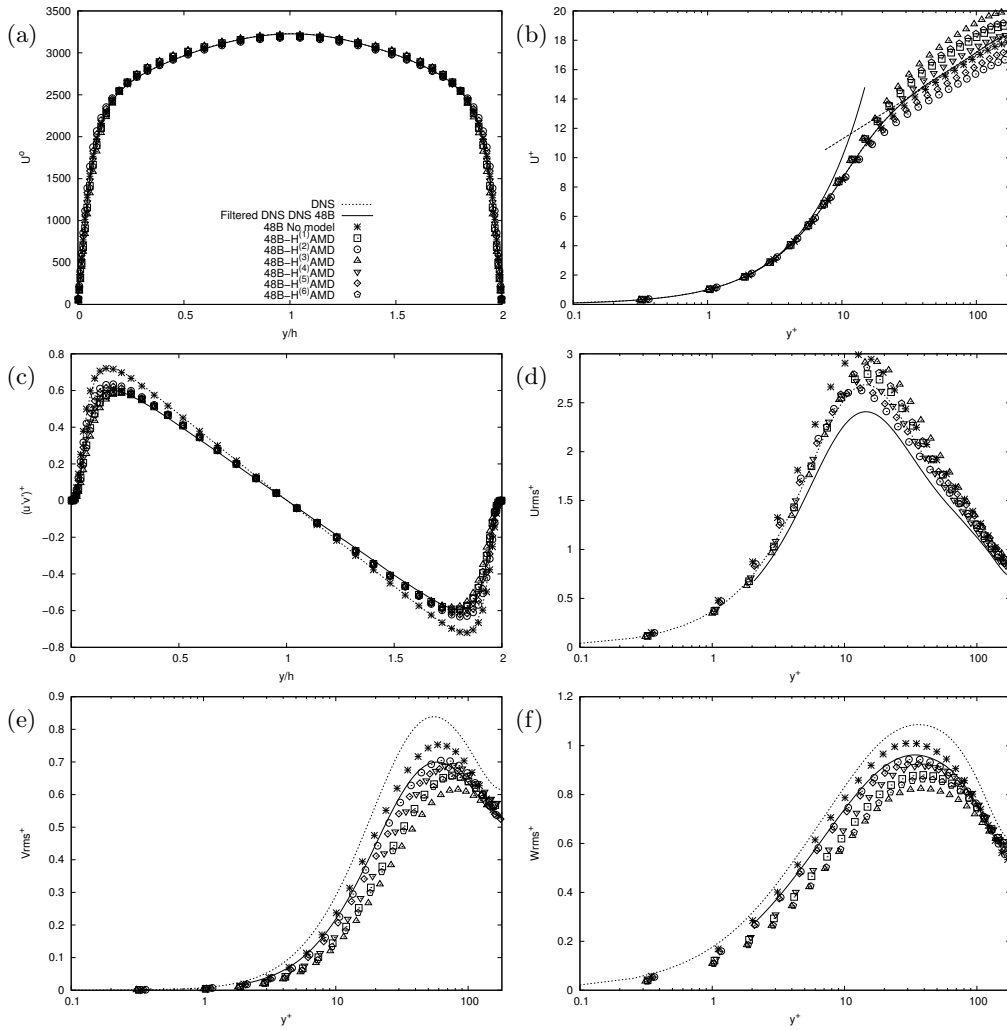 (a)
3500
3000
2500
2000
1500
1000
500
0
U⁰
0
0.5
1
1.5
2
y/h
DNS
Filtered DNS DNS 48B
48B No model
48B−H(1)AMD
48B−H(2)AMD
48B−H(3)AMD
48B−H(4)AMD
48B−H(5)AMD
48B−H(6)AMD
(b)
20
18
16
14
12
10
8
6
4
2
0
U⁺
0.1
1
10
100
y⁺
(c)
0.8
0.6
0.4
0.2
0
−0.2
−0.4
−0.6
−0.8
(u'v')⁺
0
0.5
1
1.5
2
y/h
(d)
3
2.5
2
1.5
1
0.5
0
Urms⁺
0.1
1
10
100
y⁺
(e)
0.9
0.8
0.7
0.6
0.5
0.4
0.3
0.2
0.1
0
Vrms⁺
0.1
1
10
100
y⁺
(f)
1.2
1
0.8
0.6
0.4
0.2
0
Wrms⁺
0.1
1
10
100
y⁺